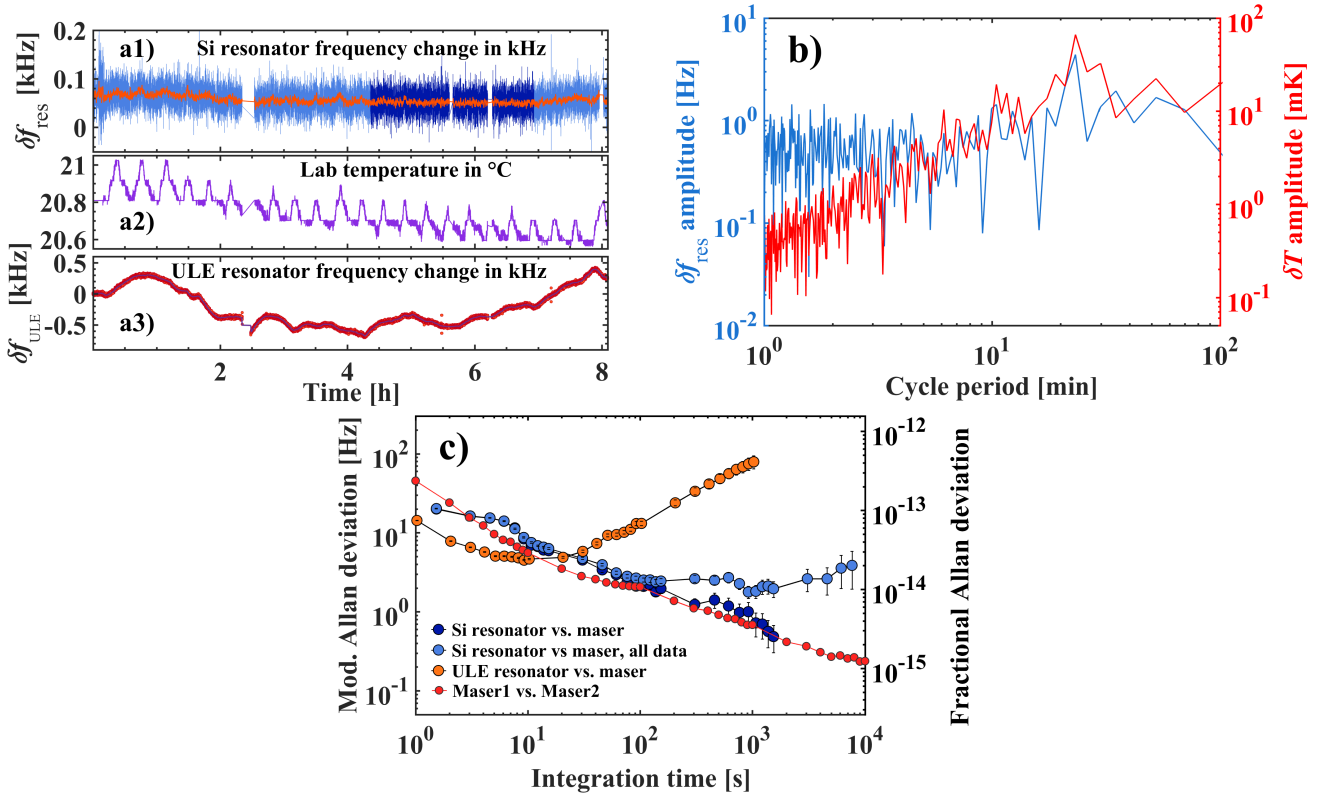 a1) Si resonator frequency change in kHz
δf_res [kHz]
0.2
0.1
0
a2) Lab temperature in °C
21
20.8
20.6
a3) ULE resonator frequency change in kHz
δf_ULE [kHz]
0.5
0
-0.5
2 4 6 8
Time [h]
b)
δf_res amplitude [Hz]
10^1
10^0
10^-1
10^-2
δT amplitude [mK]
10^2
10^1
10^0
10^-1
10^0 10^1 10^2
Cycle period [min]
c)
Mod. Allan deviation [Hz]
10^2
10^1
10^0
10^-1
Fractional Allan deviation
10^-12
10^-13
10^-14
10^-15
Si resonator vs. maser
Si resonator vs maser, all data
ULE resonator vs. maser
Maser1 vs. Maser2
10^0 10^1 10^2 10^3 10^4
Integration time [s]